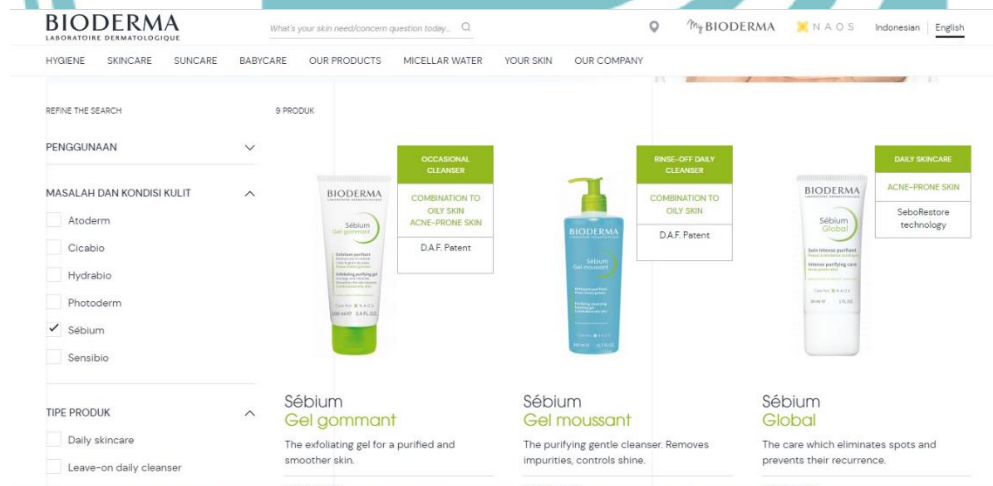 BIODERMA
LABORATOIRE DERMATOLOGIQUE
What's your skin need/concern question today..
My BIODERMA
NAOS
Indonesian
English
HYGIENE
SKINCARE
SUNCARE
BABYCARE
OUR PRODUCTS
MICELLAR WATER
YOUR SKIN
OUR COMPANY
REFINE THE SEARCH
9 PRODUK
PENGGUNAAN
MASALAH DAN KONDISI KULIT
Atoderm
Cicabio
Hydrabio
Photoderm
Sébium
Sensibio
TIPE PRODUK
Daily skincare
Leave-on daily cleanser
BIODERMA
Sébium
Gel gommant
OCCASIONAL
CLEANSER
COMBINATION TO
OILY SKIN
ACNE-PRONE SKIN
D.A.F. Patent
Sébium
Gel gommant
The exfoliating gel for a purified and
smoother skin.
BIODERMA
Sébium
Gel moussant
RINSE-OFF DAILY
CLEANSER
COMBINATION TO
OILY SKIN
D.A.F. Patent
Sébium
Gel moussant
The purifying gentle cleanser. Removes
impurities, controls shine.
BIODERMA
Sébium
Global
Soin intense purifiant
Intense purifying care
DAILY SKINCARE
ACNE-PRONE SKIN
SeboRestore
technology
Sébium
Global
The care which eliminates spots and
prevents their recurrence.